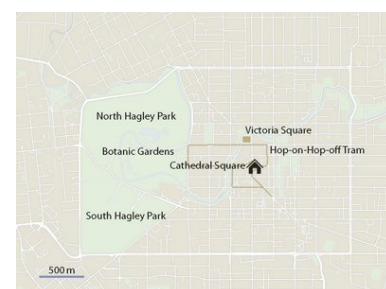 North Hagley Park
Victoria Square
Botanic Gardens
Hop-on-Hop-off Tram
Cathedral Square
South Hagley Park
500 m